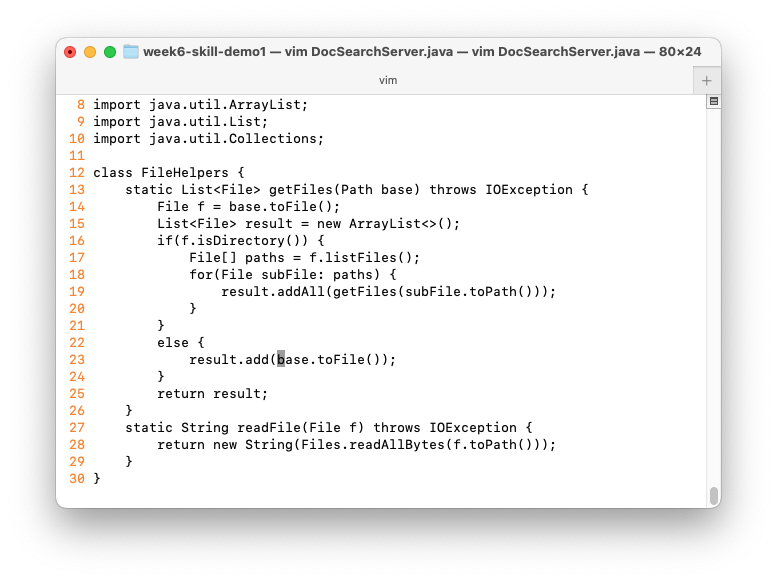 week6-skill-demo1 — vim DocSearchServer.java — vim DocSearchServer.java — 80×24
vim
+
8 import java.util.ArrayList;
9 import java.util.List;
10 import java.util.Collections;
11
12 class FileHelpers {
13     static List<File> getFiles(Path base) throws IOException {
14         File f = base.toFile();
15         List<File> result = new ArrayList<>();
16         if(f.isDirectory()) {
17             File[] paths = f.listFiles();
18             for(File subFile: paths) {
19                 result.addAll(getFiles(subFile.toPath()));
20             }
21         }
22         else {
23             result.add(base.toFile());
24         }
25         return result;
26     }
27     static String readFile(File f) throws IOException {
28         return new String(Files.readAllBytes(f.toPath()));
29     }
30 }